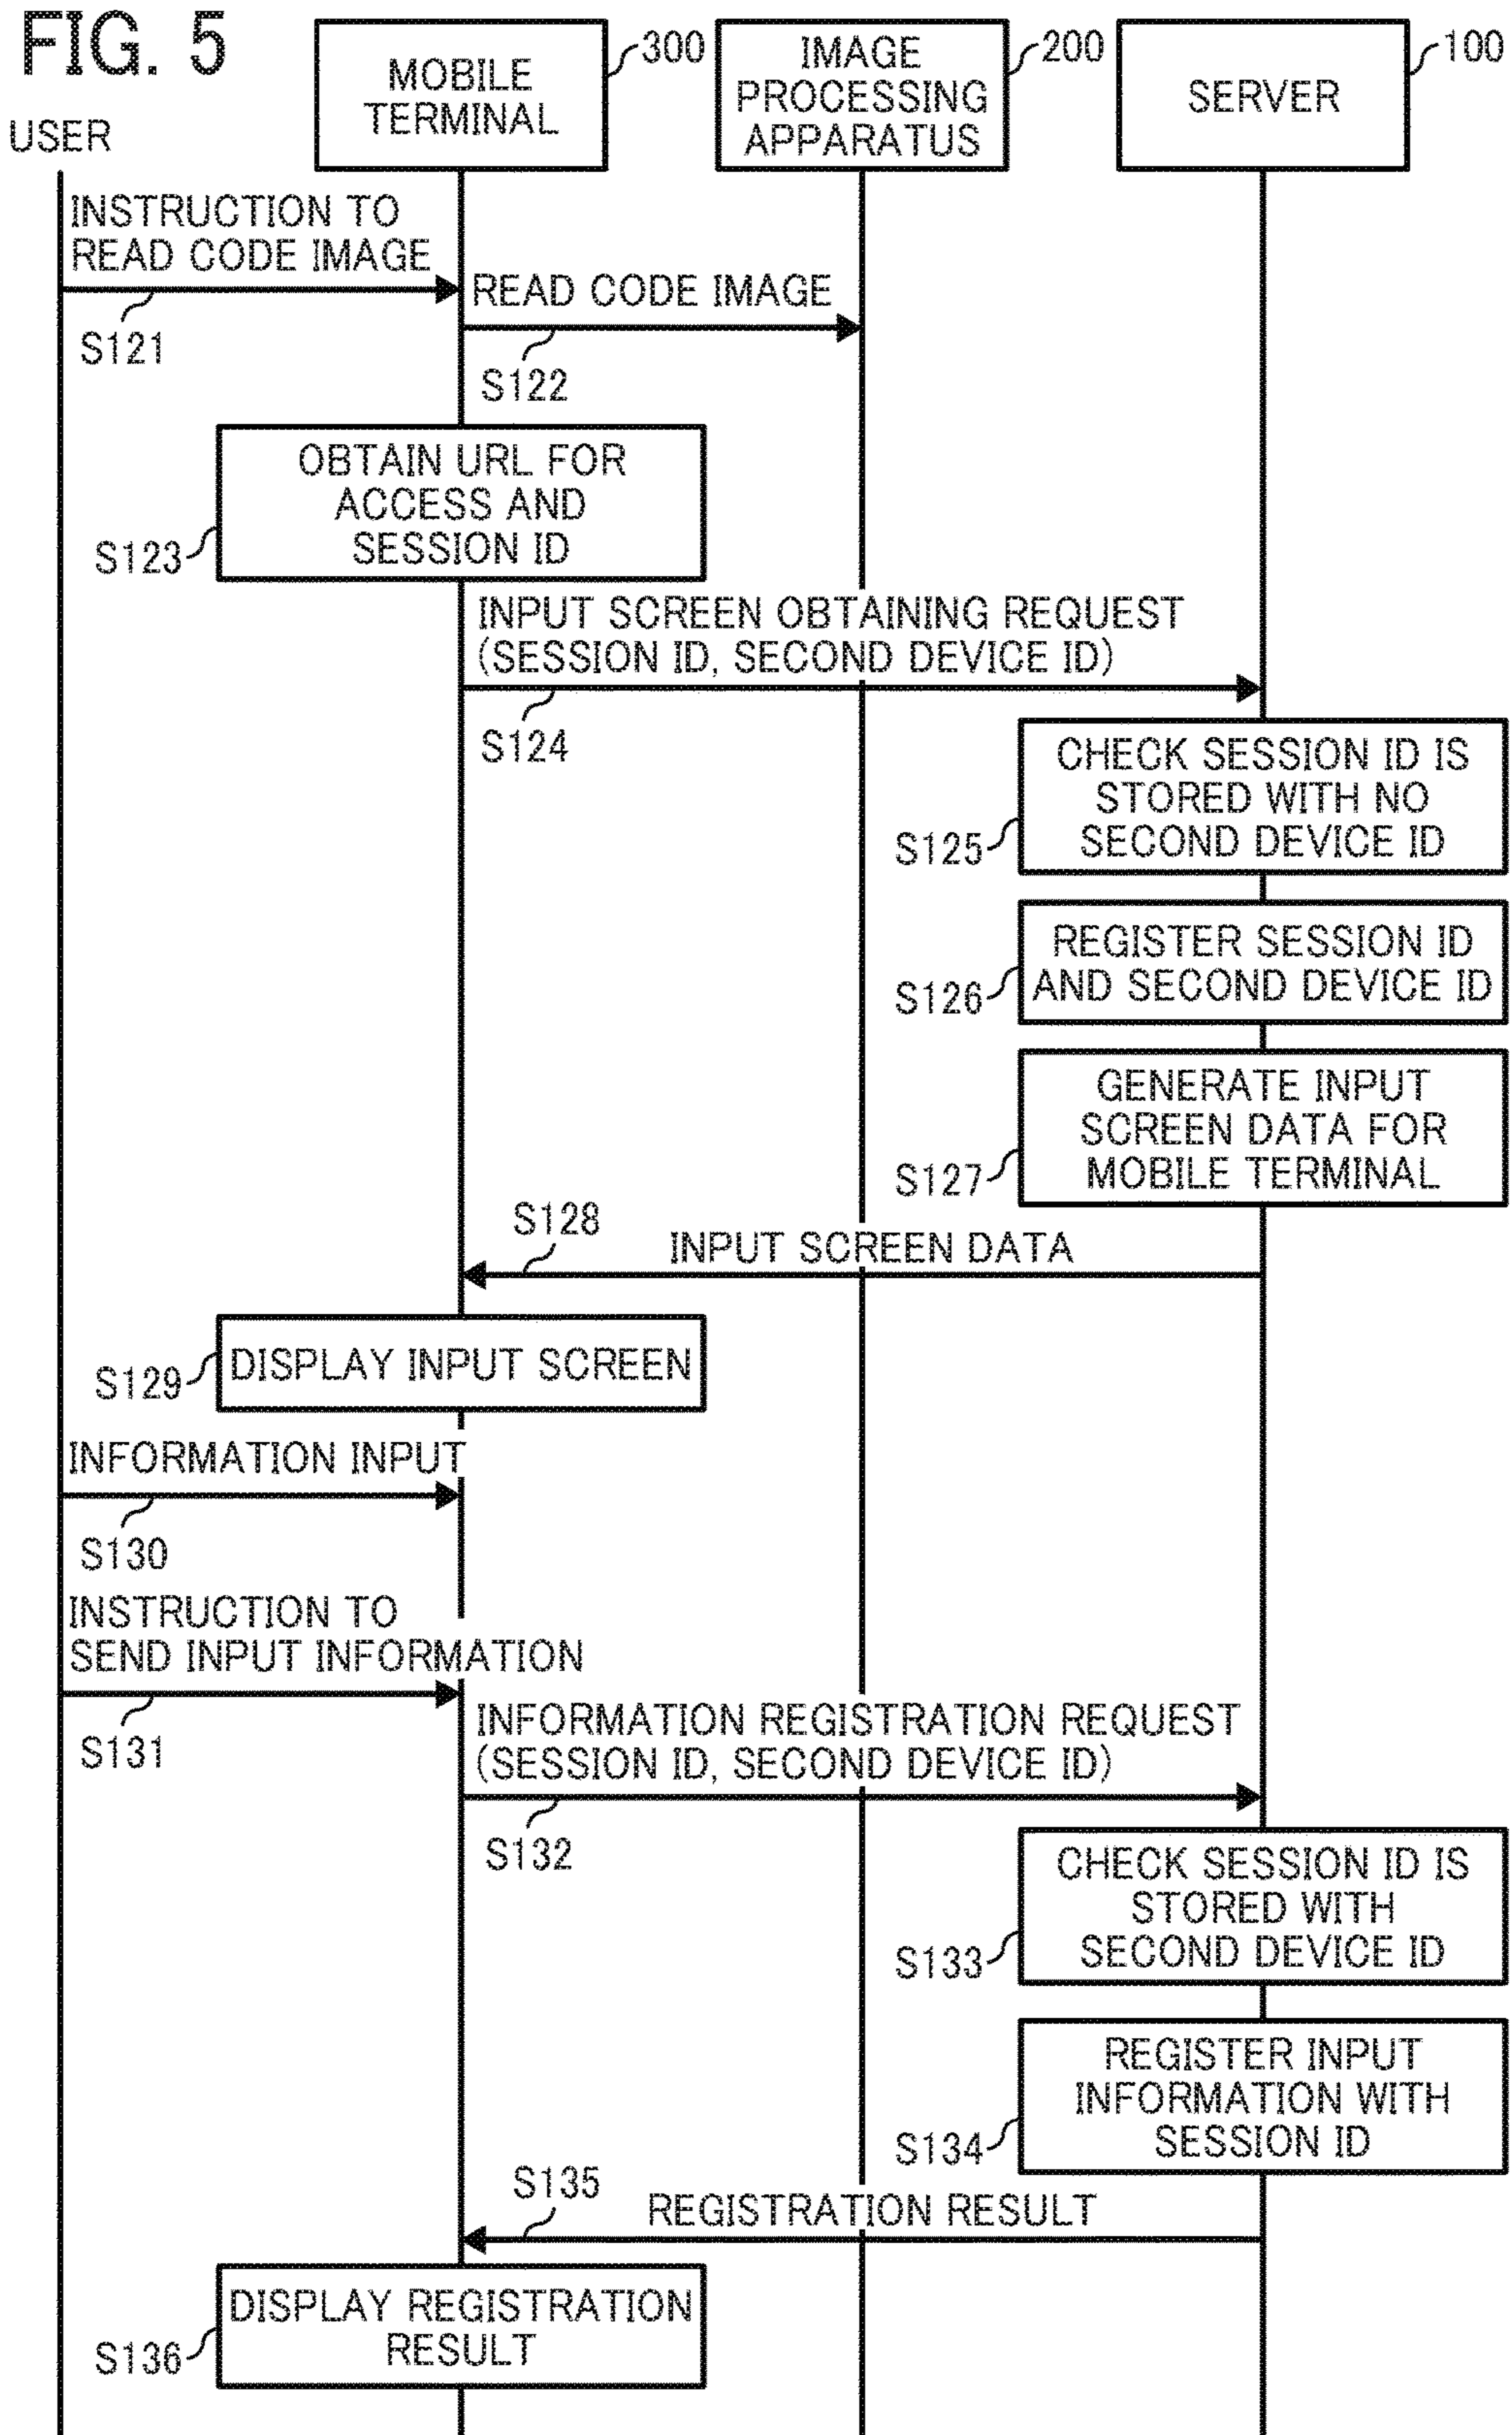 FIG. 5
USER
MOBILE
TERMINAL
300
IMAGE
PROCESSING
APPARATUS
200
SERVER
100
INSTRUCTION TO
READ CODE IMAGE
S121
READ CODE IMAGE
S122
OBTAIN URL FOR
ACCESS AND
SESSION ID
S123
INPUT SCREEN OBTAINING REQUEST
(SESSION ID, SECOND DEVICE ID)
S124
CHECK SESSION ID IS
STORED WITH NO
SECOND DEVICE ID
S125
REGISTER SESSION ID
AND SECOND DEVICE ID
S126
GENERATE INPUT
SCREEN DATA FOR
MOBILE TERMINAL
S127
S128
INPUT SCREEN DATA
DISPLAY INPUT SCREEN
S129
INFORMATION INPUT
S130
INSTRUCTION TO
SEND INPUT INFORMATION
S131
INFORMATION REGISTRATION REQUEST
(SESSION ID, SECOND DEVICE ID)
S132
CHECK SESSION ID IS
STORED WITH
SECOND DEVICE ID
S133
REGISTER INPUT
INFORMATION WITH
SESSION ID
S134
S135
REGISTRATION RESULT
DISPLAY REGISTRATION
RESULT
S136